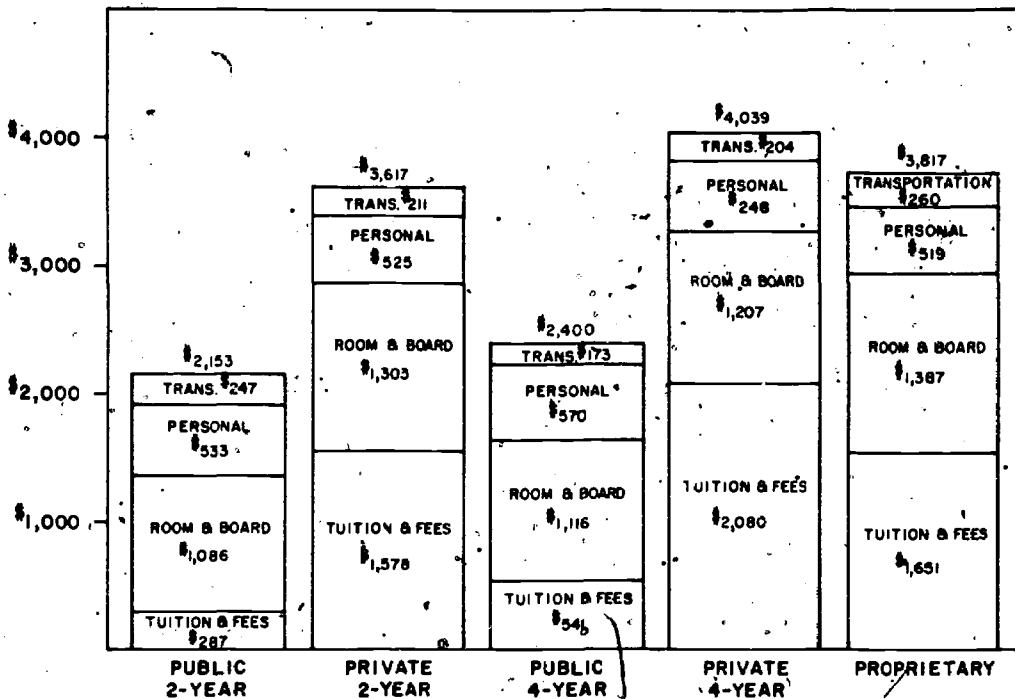 $4,000
$3,000
$2,000
$1,000
$2,153
TRANS. $247
PERSONAL
$533
ROOM & BOARD
$1,086
TUITION & FEES
$287
PUBLIC
2-YEAR
$3,617
TRANS. $211
PERSONAL
$525
ROOM & BOARD
$1,303
TUITION & FEES
$1,578
PRIVATE
2-YEAR
$2,400
TRANS. $173
PERSONAL
$570
ROOM & BOARD
$1,116
TUITION & FEES
$541
PUBLIC
4-YEAR
$4,039
TRANS. $204
PERSONAL
$248
ROOM & BOARD
$1,207
TUITION & FEES
$2,080
PRIVATE
4-YEAR
$3,817
TRANSPORTATION
$260
PERSONAL
$519
ROOM & BOARD
$1,387
TUITION & FEES
$1,651
PROPRIETARY